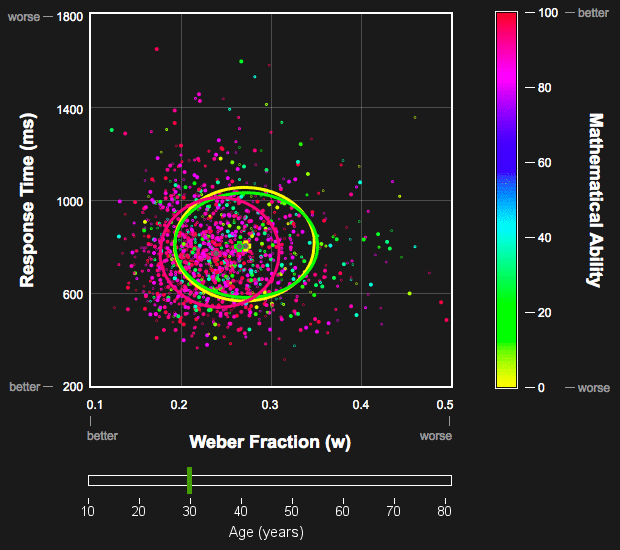 worse
1800
1400
1000
600
better
200
Response Time (ms)
0.1
0.2
0.3
0.4
0.5
better
worse
Weber Fraction (w)
10
20
30
40
50
60
70
80
Age (years)
100
better
80
60
40
20
0
worse
Mathematical Ability